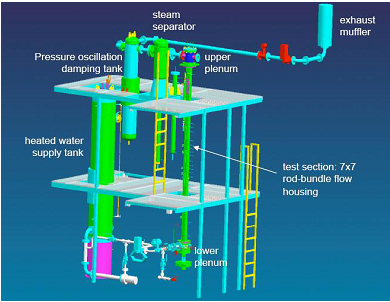 steam
separator
exhaust
muffler
Pressure oscillation
damping tank
upper
plenum
heated water
supply tank
test section: 7x7
rod-bundle flow
housing
lower
plenum